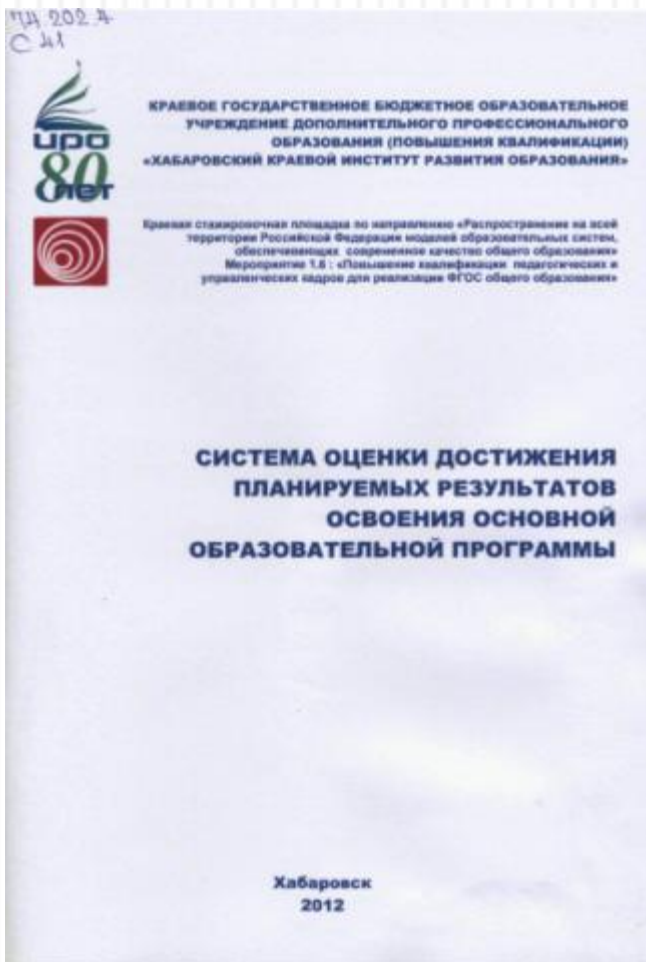 74.202.4
С 41
ИРО
80
лет
КРАЕВОЕ ГОСУДАРСТВЕННОЕ БЮДЖЕТНОЕ ОБРАЗОВАТЕЛЬНОЕ
УЧРЕЖДЕНИЕ ДОПОЛНИТЕЛЬНОГО ПРОФЕССИОНАЛЬНОГО
ОБРАЗОВАНИЯ (ПОВЫШЕНИЯ КВАЛИФИКАЦИИ)
«ХАБАРОВСКИЙ КРАЕВОЙ ИНСТИТУТ РАЗВИТИЯ ОБРАЗОВАНИЯ»
Краевая стажировочная площадка по направлению «Распространение на всей
территории Российской Федерации моделей образовательных систем,
обеспечивающих современное качество общего образования»
Мероприятие 1.6 : «Повышение квалификации педагогических и
управленческих кадров для реализации ФГОС общего образования»
СИСТЕМА ОЦЕНКИ ДОСТИЖЕНИЯ
ПЛАНИРУЕМЫХ РЕЗУЛЬТАТОВ
ОСВОЕНИЯ ОСНОВНОЙ
ОБРАЗОВАТЕЛЬНОЙ ПРОГРАММЫ
Хабаровск
2012